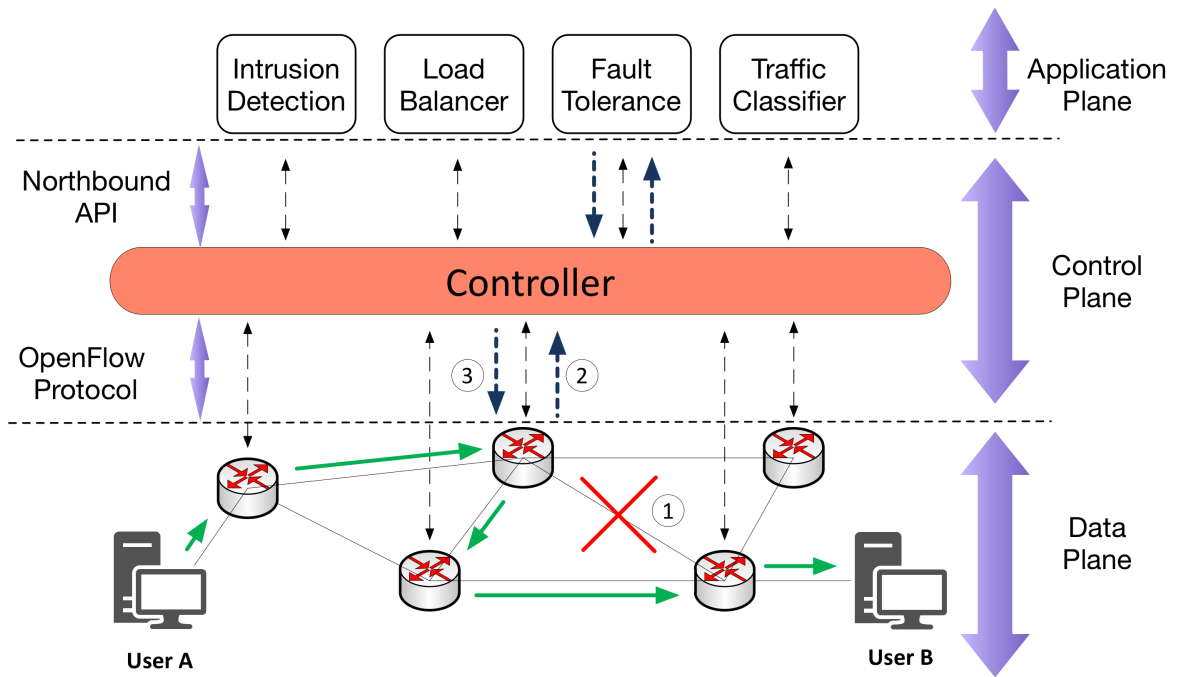 Intrusion
Detection
Load
Balancer
Fault
Tolerance
Traffic
Classifier
Application
Plane
Northbound
API
Controller
Control
Plane
OpenFlow
Protocol
3
2
1
Data
Plane
User A
User B